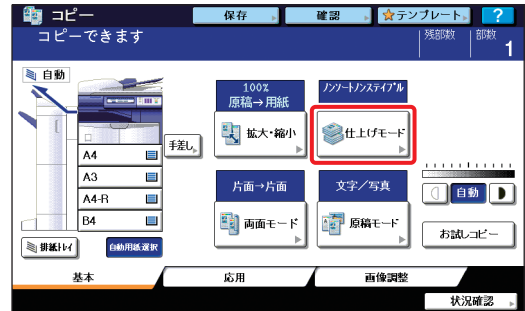 コピー
保存
確認
☆テンプレート
?
コピーできます
残部数
部数
1
自動
100%
原稿→用紙
ノンソートノンステイプル
拡大・縮小
仕上げモード
手差し
A4
A3
A4-R
B4
片面→片面
文字/写真
両面モード
原稿モード
自動
お試しコピー
排紙トレイ
自動用紙選択
基本
応用
画像調整
状況確認